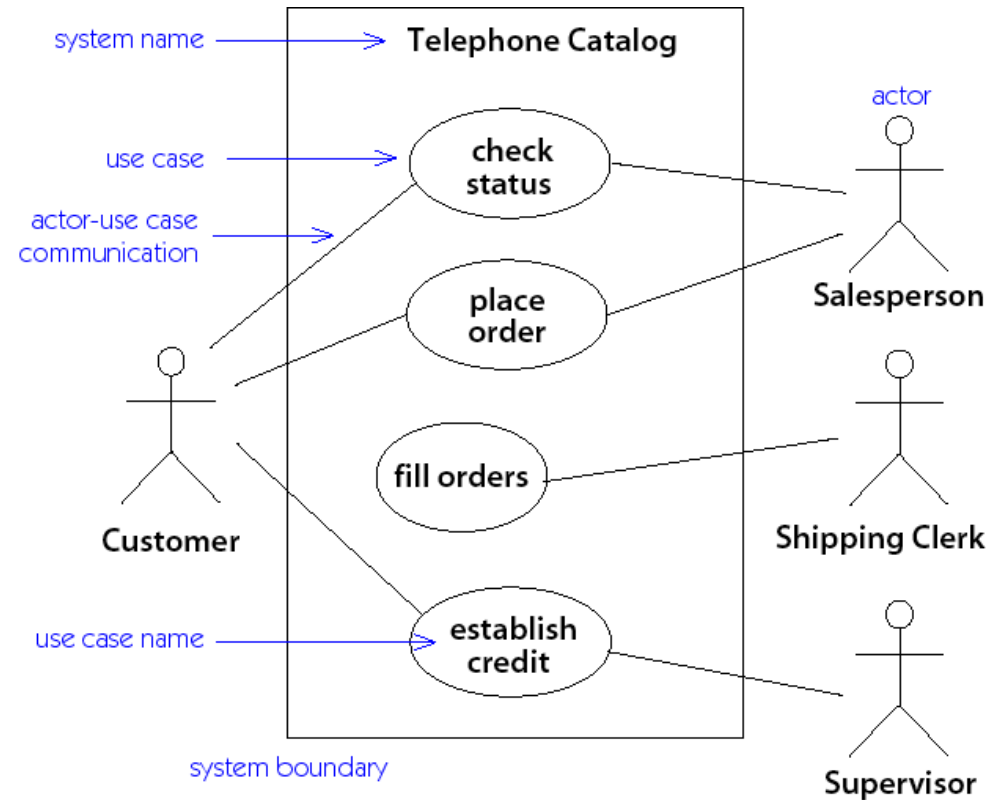 system name
Telephone Catalog
actor
use case
check
status
actor-use case
communication
place
order
Salesperson
fill orders
Customer
Shipping Clerk
use case name
establish
credit
system boundary
Supervisor